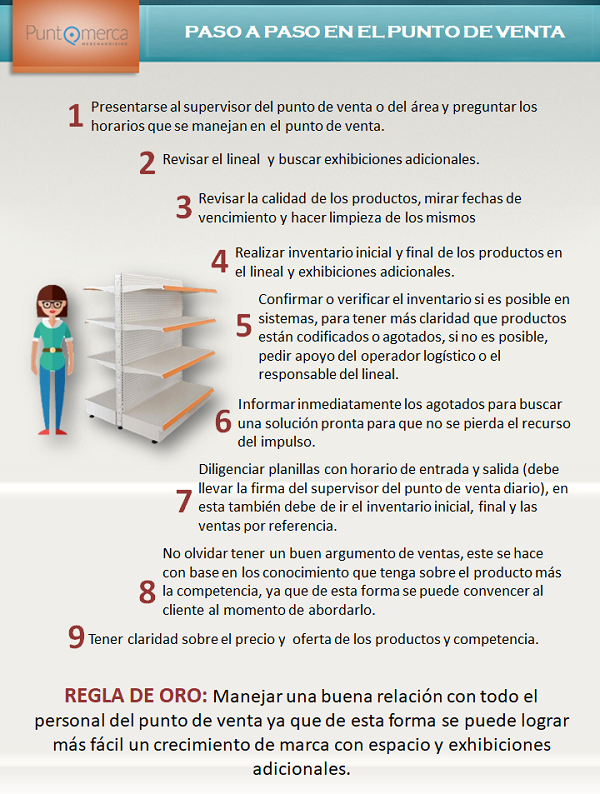 PuntQmerca
MERCHANDISING
PASO A PASO EN EL PUNTO DE VENTA
1 Presentarse al supervisor del punto de venta o del área y preguntar los
horarios que se manejan en el punto de venta.
2 Revisar el lineal y buscar exhibiciones adicionales.
3 Revisar la calidad de los productos, mirar fechas de
vencimiento y hacer limpieza de los mismos
4 Realizar inventario inicial y final de los productos en
el lineal y exhibiciones adicionales.
5 Confirmar o verificar el inventario si es posible en
sistemas, para tener más claridad que productos
están codificados o agotados, si no es posible,
pedir apoyo del operador logístico o el
responsable del lineal.
6 Informar inmediatamente los agotados para buscar
una solución pronta para que no se pierda el recurso
del impulso.
7 Diligenciar planillas con horario de entrada y salida (debe
llevar la firma del supervisor del punto de venta diario), en
esta también debe de ir el inventario inicial, final y las
ventas por referencia.
8 No olvidar tener un buen argumento de ventas, este se hace
con base en los conocimiento que tenga sobre el producto más
la competencia, ya que de esta forma se puede convencer al
cliente al momento de abordarlo.
9 Tener claridad sobre el precio y oferta de los productos y competencia.
REGLA DE ORO: Manejar una buena relación con todo el
personal del punto de venta ya que de esta forma se puede lograr
más fácil un crecimiento de marca con espacio y exhibiciones
adicionales.